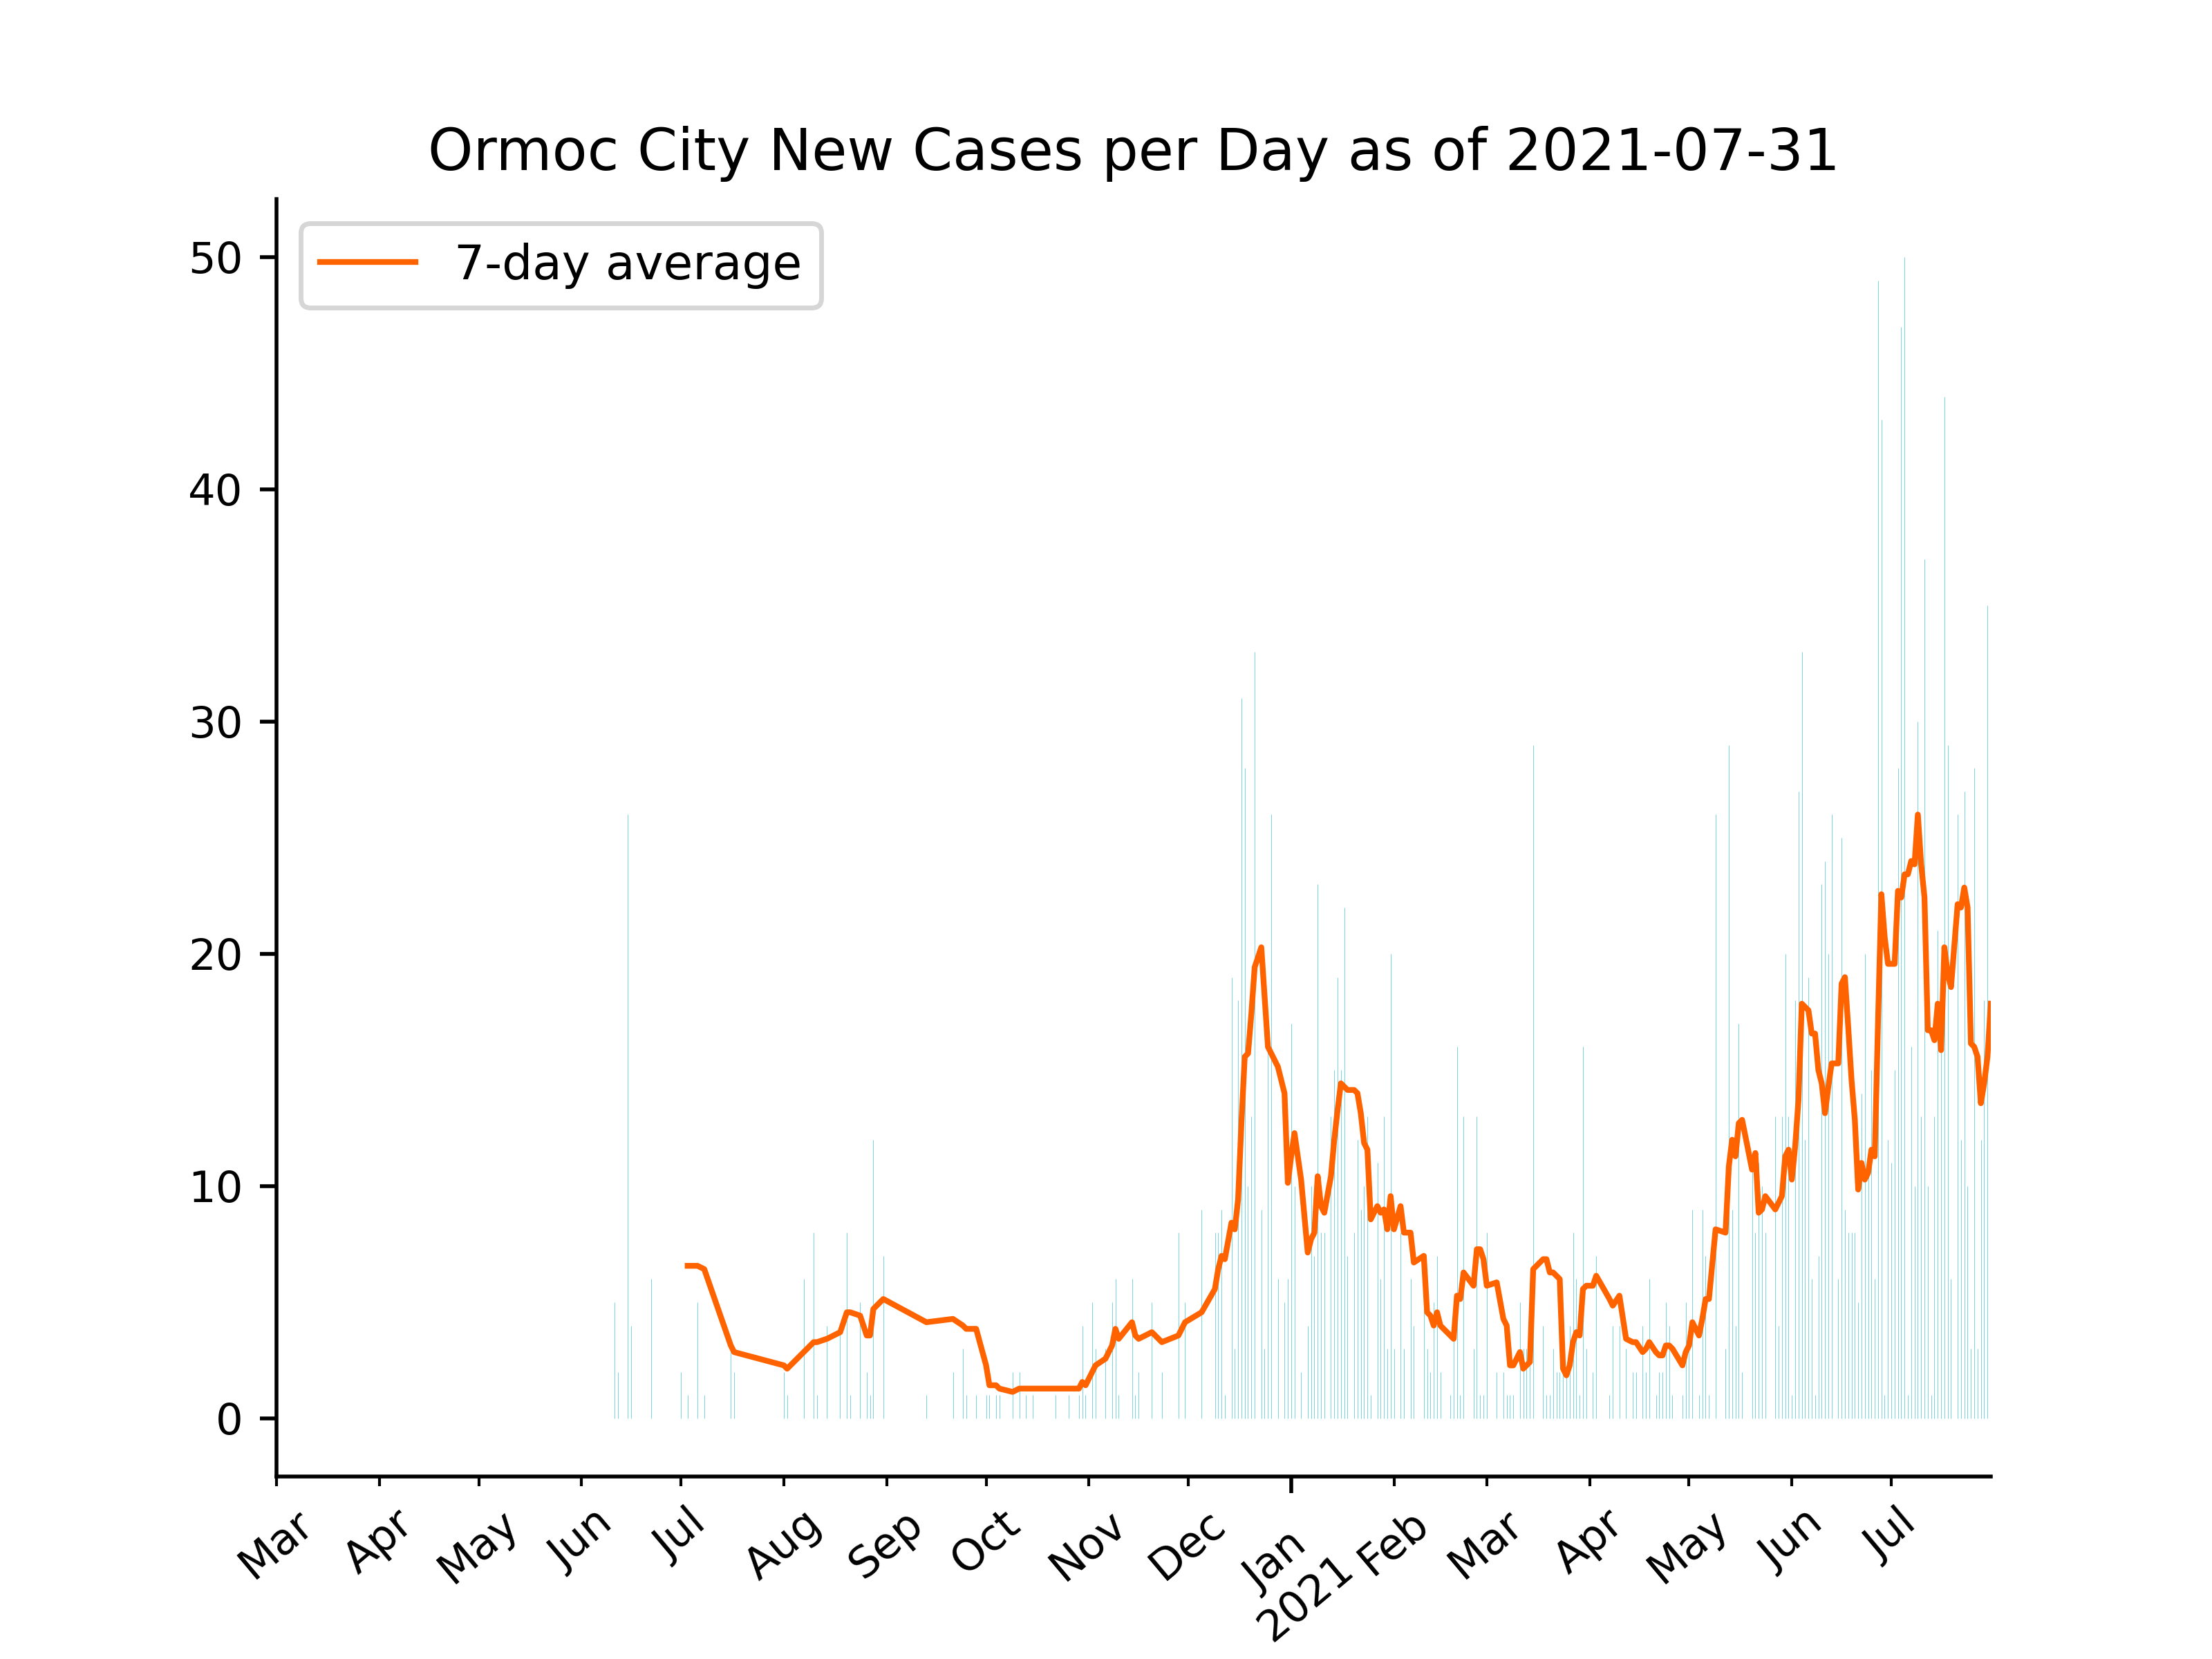 Ormoc City New Cases per Day as of 2021-07-31
7-day average
50
40
30
20
10
0
Mar Apr May Jun Jul Aug Sep Oct Nov Dec Jan Feb Mar Apr May Jun Jul
2021